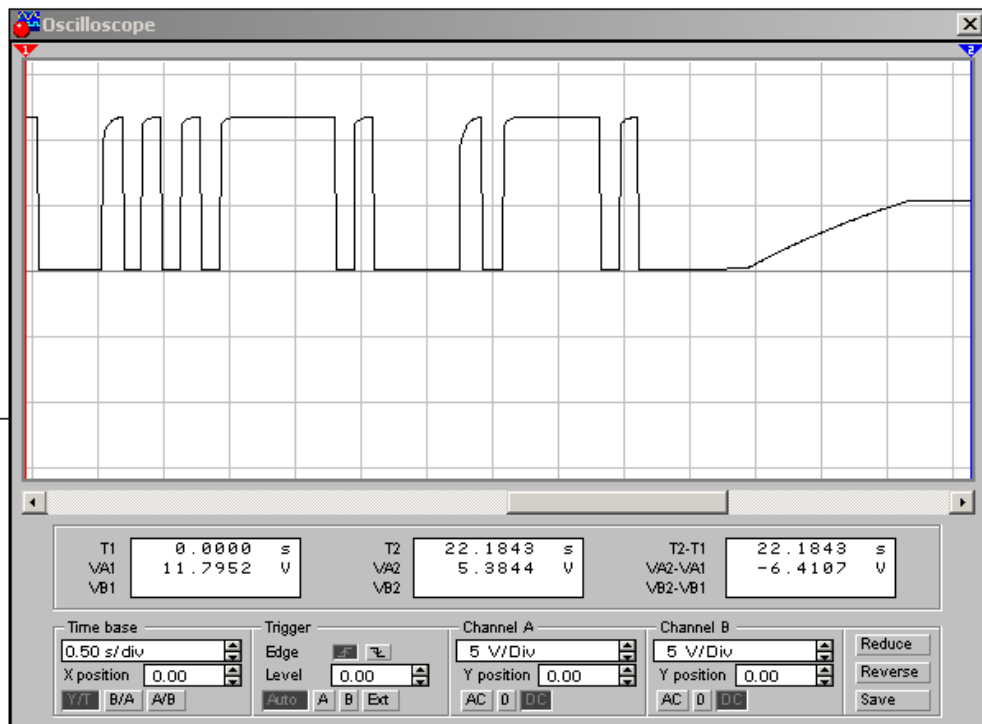 Oscilloscope
1 2
T1 0.0000 s T2 22.1843 s T2-T1 22.1843 s
VA1 11.7952 V VA2 5.3844 V VA2-VA1 -6.4107 V
VB1 VB2 VB2-VB1
Time base Trigger Channel A Channel B
0.50 s/div Edge 5 V/Div 5 V/Div Reduce
X position 0.00 Level 0.00 Y position 0.00 Y position 0.00 Reverse
Y/T B/A A/B Auto A B Ext AC 0 DC AC 0 DC Save